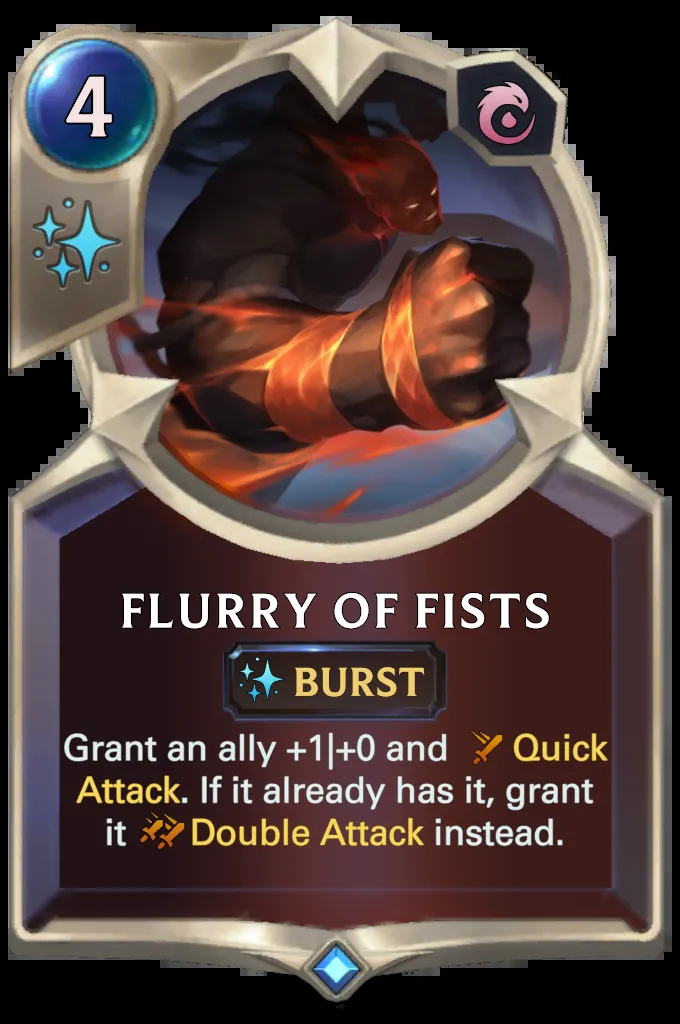 4
FLURRY OF FISTS
BURST
Grant an ally +1|+0 and Quick
Attack. If it already has it, grant
it Double Attack instead.